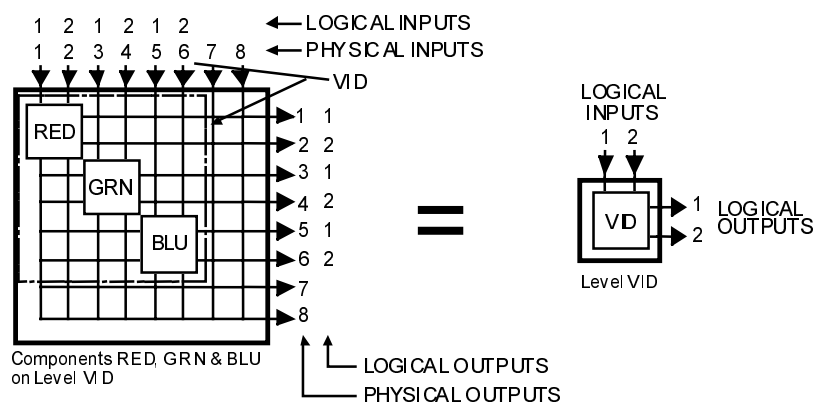 1 2 1 2 1 2
LOGICAL INPUTS
1 2 3 4 5 6 7 8
PHYSICAL INPUTS
VID
RED
GRN
BLU
1 1
2 2
3 1
4 2
5 1
6 2
7
8
Components RED, GRN & BLU
on Level VID
LOGICAL OUTPUTS
PHYSICAL OUTPUTS
=
LOGICAL
INPUTS
1 2
VID
1
2
LOGICAL
OUTPUTS
Level VID